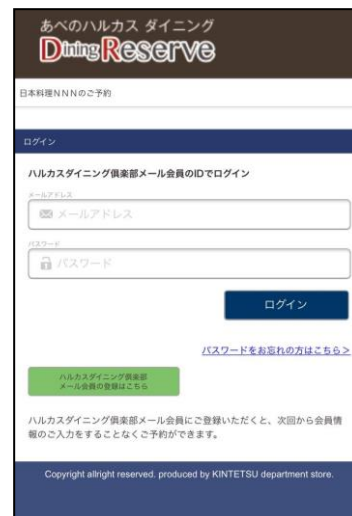 あべのハルカス ダイニング
Dining Reserve
日本料理NNNのご予約
ログイン
ハルカスダイニング倶楽部メール会員のIDでログイン
メールアドレス
メールアドレス
パスワード
パスワード
ログイン
パスワードをお忘れの方はこちら>
ハルカスダイニング倶楽部
メール会員の登録はこちら
ハルカスダイニング倶楽部メール会員にご登録いただくと、次回から会員情
報のご入力をすることなくご予約ができます。
Copyright allright reserved. produced by KINTETSU department store.